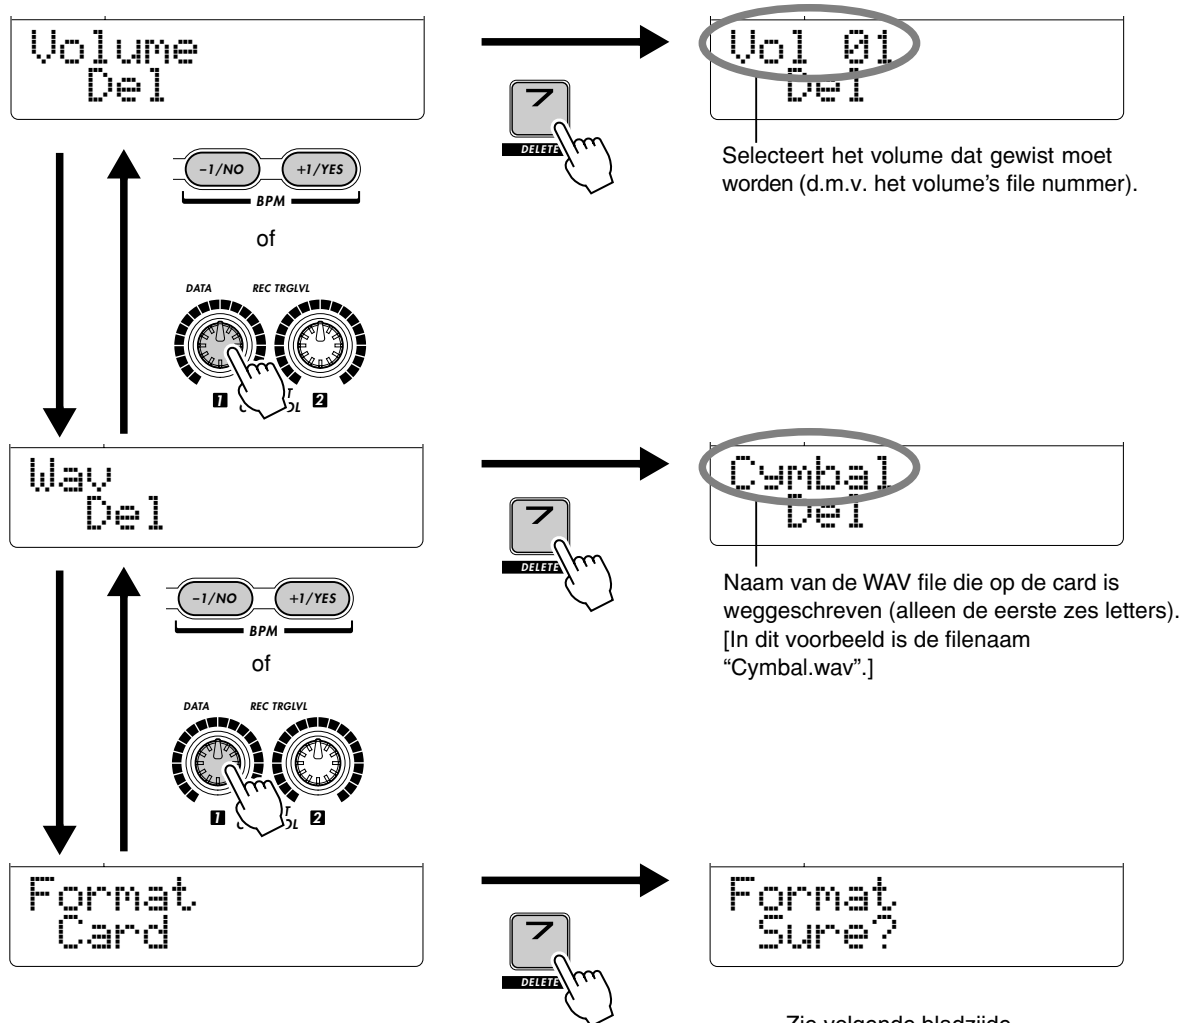 Volume
Del
7
DELETE
Vol 01
Del
Selecteert het volume dat gewist moet
worden (d.m.v. het volume's file nummer).
–1/NO +1/YES
BPM
of
DATA REC TRGLVL
1 2
Wav
Del
7
DELETE
Cymbal
Del
Naam van de WAV file die op de card is
weggeschreven (alleen de eerste zes letters).
[In dit voorbeeld is de filenaam
“Cymbal.wav”.]
–1/NO +1/YES
BPM
of
DATA REC TRGLVL
1 2
Format
Card
7
DELETE
Format
Sure?
Zie volgende bladzijde